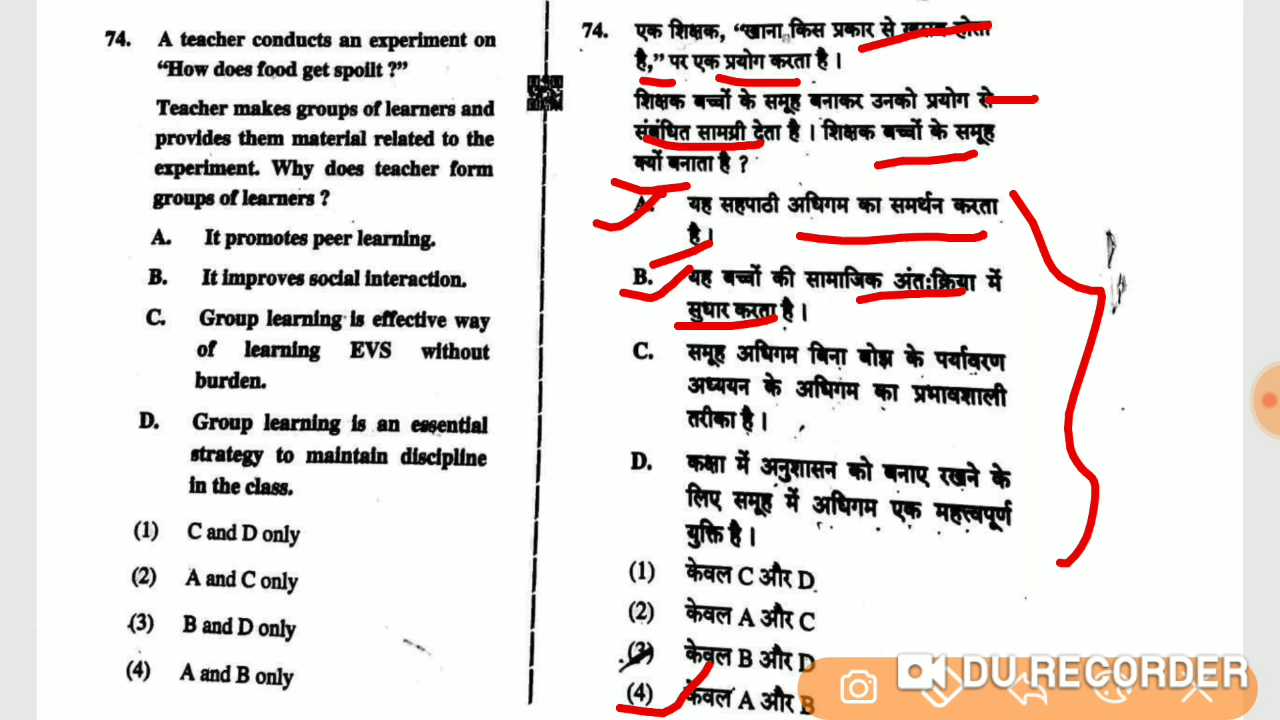 74. A teacher conducts an experiment on
“How does food get spoilt ?”
Teacher makes groups of learners and
provides them material related to the
experiment. Why does teacher form
groups of learners ?
A. It promotes peer learning.
B. It improves social interaction.
C. Group learning is effective way
of learning EVS without
burden.
D. Group learning is an essential
strategy to maintain discipline
in the class.
(1) C and D only
(2) A and C only
(3) B and D only
(4) A and B only
74. एक शिक्षक, “खाना किस प्रकार से होता
है,” पर एक प्रयोग करता है ।
शिक्षक बच्चों के समूह बनाकर उनको प्रयोग से
संबंधित सामग्री देता है । शिक्षक बच्चों के समूह
क्यों बनाता है ?
A. यह सहपाठी अधिगम का समर्थन करता
है ।
B. यह बच्चों की सामाजिक अंत:क्रिया में
सुधार करता है ।
C. समूह अधिगम बिना बोझ के पर्यावरण
अध्ययन के अधिगम का प्रभावशाली
तरीका है ।
D. कक्षा में अनुशासन को बनाए रखने के
लिए समूह में अधिगम एक महत्त्वपूर्ण
युक्ति है ।
(1) केवल C और D
(2) केवल A और C
(3) केवल B और D
(4) केवल A और B
DU RECORDER